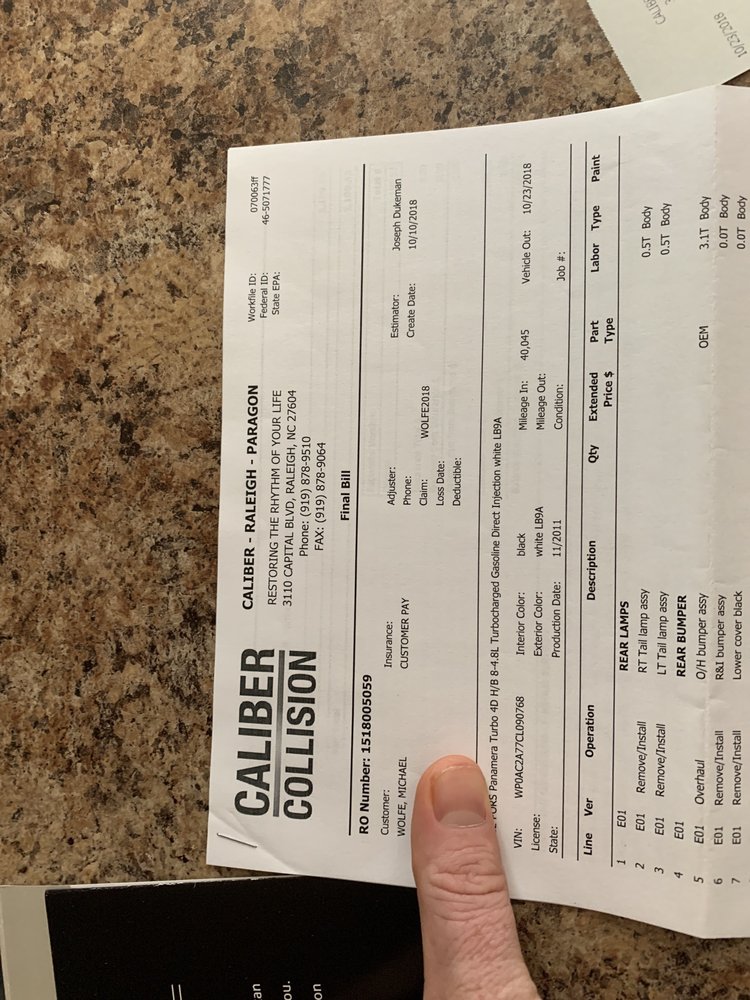 CALIBER
COLLISION
CALIBER - RALEIGH - PARAGON
RESTORING THE RHYTHM OF YOUR LIFE
3110 CAPITAL BLVD, RALEIGH, NC 27604
Phone: (919) 878-9510
FAX: (919) 878-9064
Workfile ID: 070063ff
Federal ID: 46-5071777
State EPA:
Final Bill
RO Number: 1518005059
Customer: Insurance: Adjuster: Estimator: Joseph Dukeman
WOLFE, MICHAEL CUSTOMER PAY Phone: Create Date: 10/10/2018
Claim: WOLFE2018
Loss Date:
Deductible:
PORS Panamera Turbo 4D H/B 8-4.8L Turbocharged Gasoline Direct Injection white LB9A
VIN: WP0AC2A77CL090768 Interior Color: black Mileage In: 40,045 Vehicle Out: 10/23/2018
License: Exterior Color: white LB9A Mileage Out:
State: Production Date: 11/2011 Condition: Job #:
Line Ver Operation Description Qty Extended Price $ Part Type Labor Type Paint
1 E01 REAR LAMPS
2 E01 Remove/Install RT Tail lamp assy 0.5T Body
3 E01 Remove/Install LT Tail lamp assy 0.5T Body
4 E01 REAR BUMPER
5 E01 Overhaul O/H bumper assy OEM 3.1T Body
6 E01 Remove/Install R&I bumper assy 0.0T Body
7 E01 Remove/Install Lower cover black 0.0T Body
10/23/2018
an
ou.
on